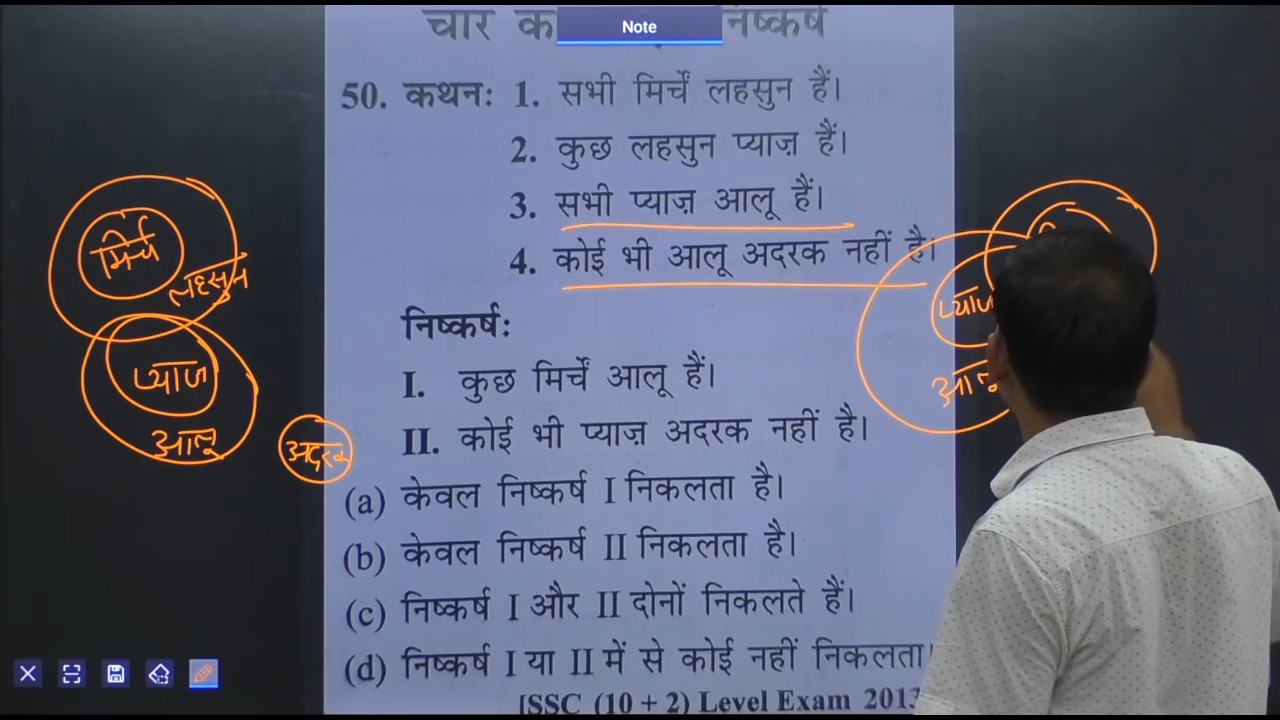 चार क
Note
निष्कर्ष
50. कथनः 1. सभी मिर्चें लहसुन हैं।
2. कुछ लहसुन प्याज़ हैं।
3. सभी प्याज़ आलू हैं।
4. कोई भी आलू अदरक नहीं है।
निष्कर्षः
I. कुछ मिर्चें आलू हैं।
II. कोई भी प्याज़ अदरक नहीं है।
(a) केवल निष्कर्ष I निकलता है।
(b) केवल निष्कर्ष II निकलता है।
(c) निष्कर्ष I और II दोनों निकलते हैं।
(d) निष्कर्ष I या II में से कोई नहीं निकलता।
[SSC (10 + 2) Level Exam 2013
मिर्च
लहसुन
प्याज
आलू
अदरक
प्याज